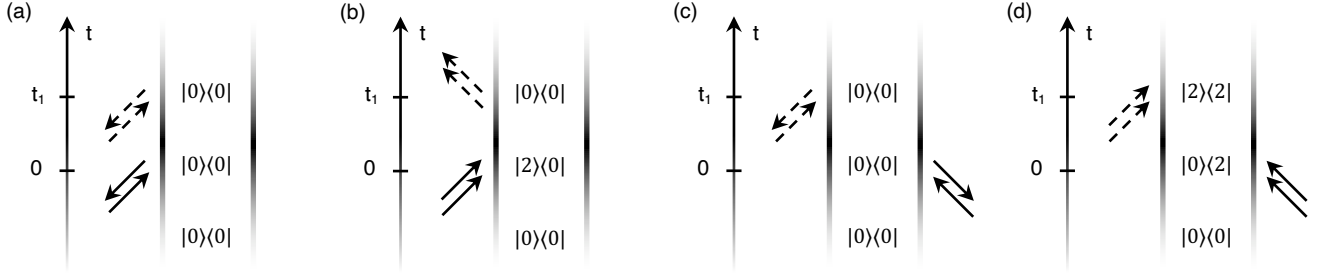 (a) (b) (c) (d)
t t t t
t₁ |0⟩⟨0| t₁ |0⟩⟨0| t₁ |0⟩⟨0| t₁ |2⟩⟨2|
0 |0⟩⟨0| 0 |2⟩⟨0| 0 |0⟩⟨0| 0 |0⟩⟨2|
|0⟩⟨0| |0⟩⟨0| |0⟩⟨0| |0⟩⟨0|